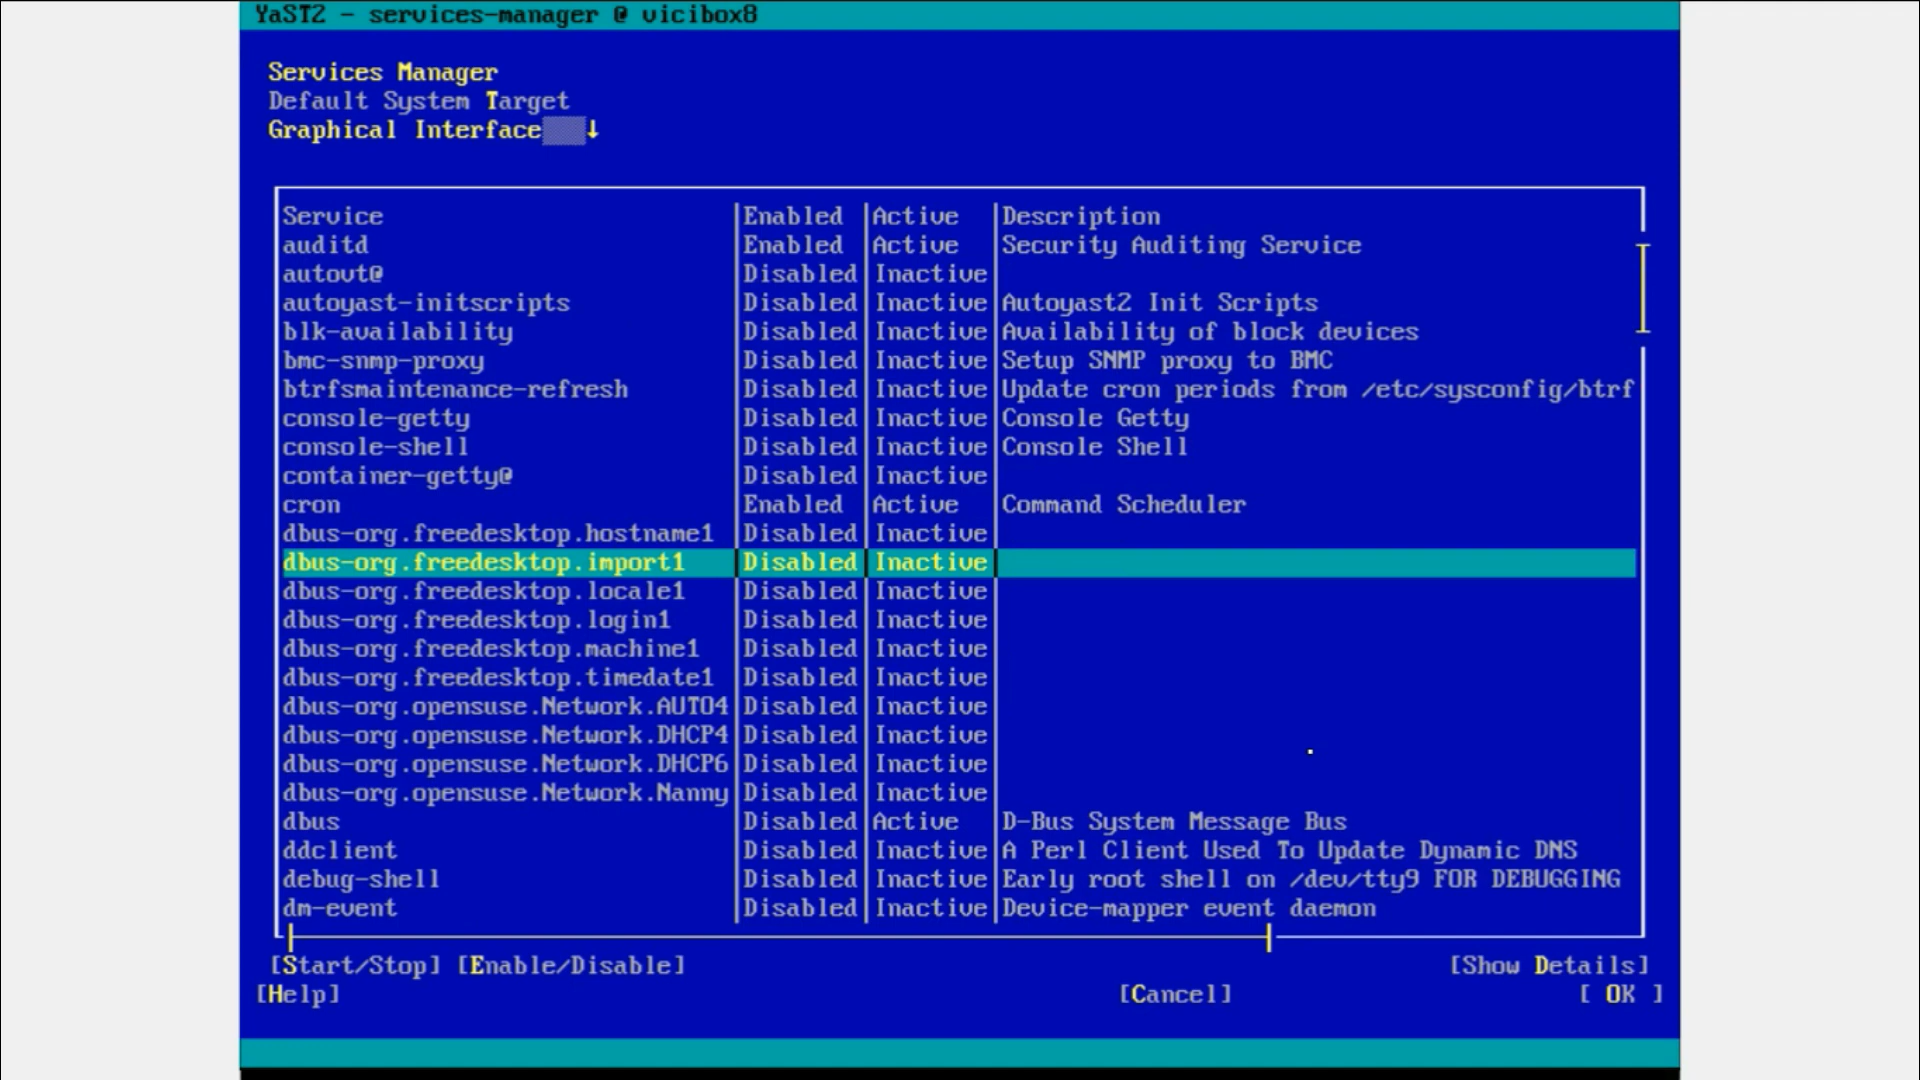 YaST2 - services-manager @ vicibox8
Services Manager
Default System Target
Graphical Interface ↓
Service Enabled Active Description
auditd Enabled Active Security Auditing Service
autovt@ Disabled Inactive
autoyast-initscripts Disabled Inactive Autoyast2 Init Scripts
blk-availability Disabled Inactive Availability of block devices
bmc-snmp-proxy Disabled Inactive Setup SNMP proxy to BMC
btrfsmaintenance-refresh Disabled Inactive Update cron periods from /etc/sysconfig/btrf
console-getty Disabled Inactive Console Getty
console-shell Disabled Inactive Console Shell
container-getty@ Disabled Inactive
cron Enabled Active Command Scheduler
dbus-org.freedesktop.hostname1 Disabled Inactive
dbus-org.freedesktop.import1 Disabled Inactive
dbus-org.freedesktop.locale1 Disabled Inactive
dbus-org.freedesktop.login1 Disabled Inactive
dbus-org.freedesktop.machine1 Disabled Inactive
dbus-org.freedesktop.timedate1 Disabled Inactive
dbus-org.opensuse.Network.AUTO4 Disabled Inactive
dbus-org.opensuse.Network.DHCP4 Disabled Inactive
dbus-org.opensuse.Network.DHCP6 Disabled Inactive
dbus-org.opensuse.Network.Nanny Disabled Inactive
dbus Disabled Active D-Bus System Message Bus
ddclient Disabled Inactive A Perl Client Used To Update Dynamic DNS
debug-shell Disabled Inactive Early root shell on /dev/tty9 FOR DEBUGGING
dm-event Disabled Inactive Device-mapper event daemon
[Start/Stop] [Enable/Disable] [Show Details]
[Help] [Cancel] [ OK ]